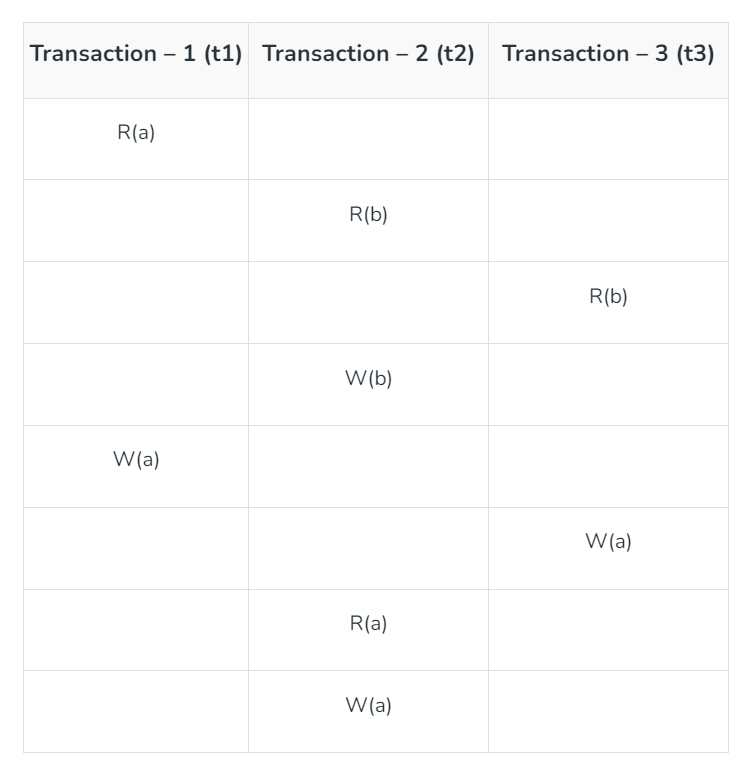 Transaction – 1 (t1) Transaction – 2 (t2) Transaction – 3 (t3)
R(a)
R(b)
R(b)
W(b)
W(a)
W(a)
R(a)
W(a)